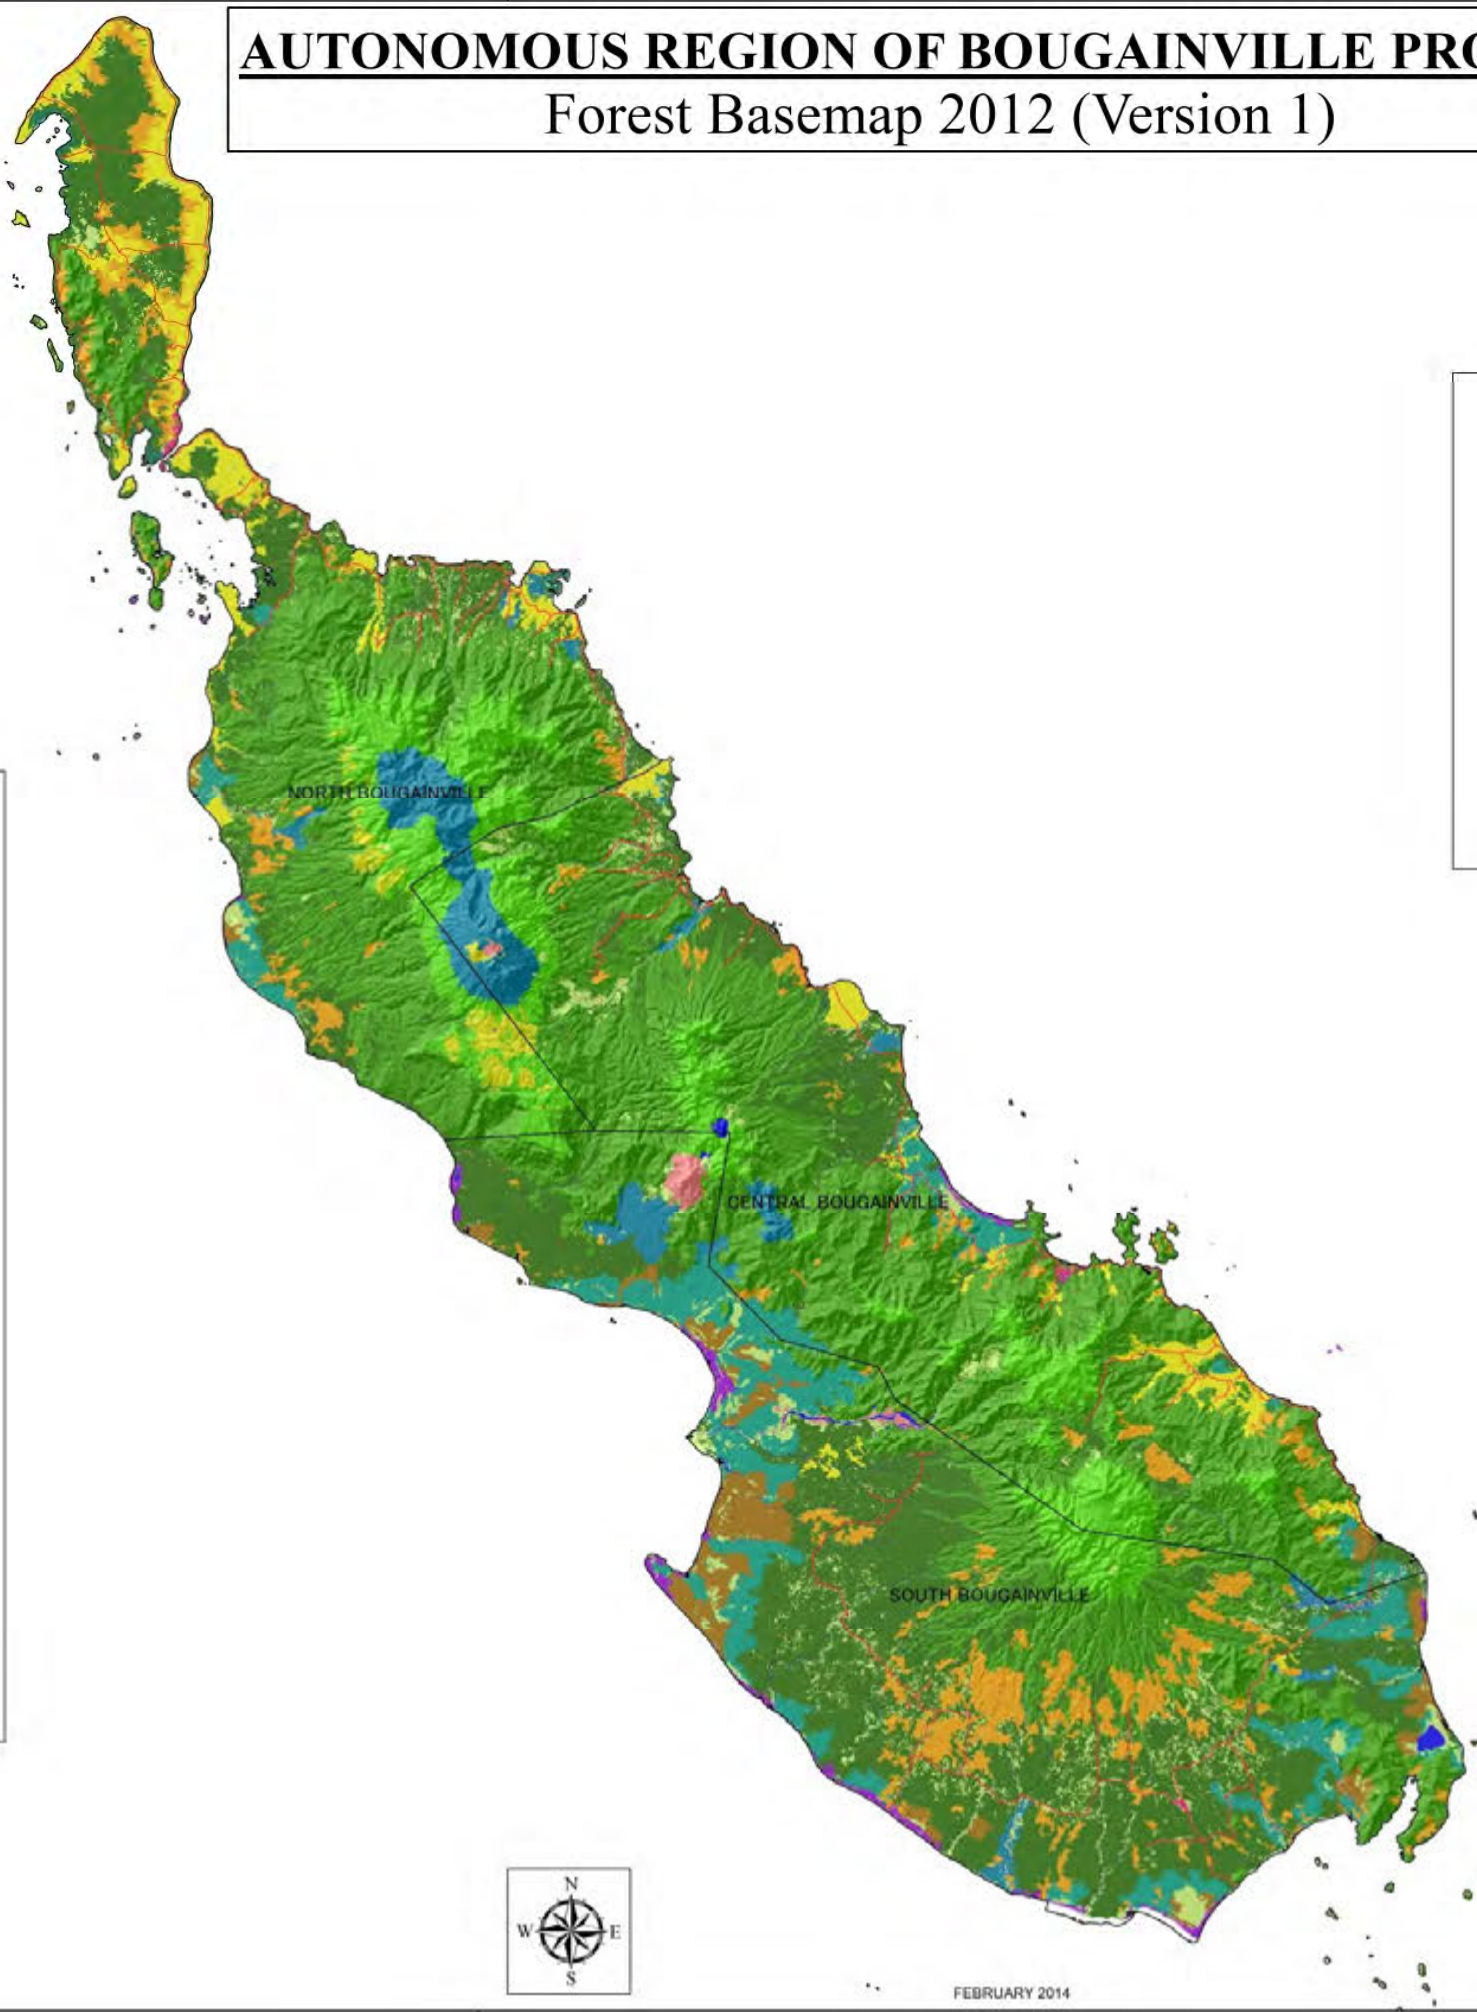 AUTONOMOUS REGION OF BOUGAINVILLE PRO
Forest Basemap 2012 (Version 1)
NORTH BOUGAINVILLE
CENTRAL BOUGAINVILLE
SOUTH BOUGAINVILLE
N
W E
S
FEBRUARY 2014